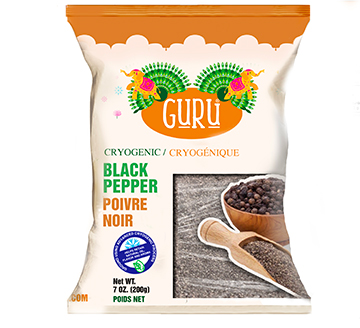 GURU
CRYOGENIC / CRYOGÉNIQUE
BLACK
PEPPER
POIVRE
NOIR
Net WT.
7 OZ. (200g)
POIDS NET
COM